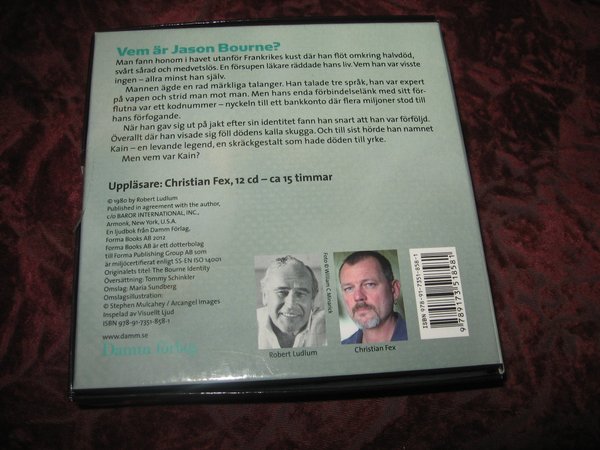 Vem är Jason Bourne?
Man fann honom i havet utanför Frankrikes kust där han flöt omkring halvdöd,
svårt sårad och medvetslös. En försupen läkare räddade hans liv. Vem han var visste
ingen – allra minst han själv.
Mannen ägde en rad märkliga talanger. Han talade tre språk, han var expert
på vapen och strid man mot man. Men hans enda förbindelselänk med sitt för-
flutna var ett kodnummer – nyckeln till ett bankkonto där flera miljoner stod till
hans förfogande.
När han gav sig ut på jakt efter sin identitet fann han snart att han var förföljd.
Överallt där han visade sig föll dödens kalla skugga. Och till sist hörde han namnet
Kain – en levande legend, en skräckgestalt som hade döden till yrke.
Men vem var Kain?
Uppläsare: Christian Fex, 12 cd – ca 15 timmar
© 1980 by Robert Ludlum
Published in agreement with the author,
c/o BAROR INTERNATIONAL, INC.,
Armonk, New York, U.S.A.
En ljudbok från Damm Förlag,
Forma Books AB 2012
Forma Books AB är ett dotterbolag
till Forma Publishing Group AB som
är miljöcertifierat enligt SS-EN ISO 14001
Originalets titel: The Bourne Identity
Översättning: Tommy Schinkler
Omslag: Maria Sundberg
Omslagsillustration:
© Stephen Mulcahey / Arcangel Images
Inspelad av Visuellt Ljud
ISBN 978-91-7351-858-1
www.damm.se
Damm förlag
Robert Ludlum
Foto © William C Minarich
Christian Fex
ISBN 978-91-7351-858-1
9 789173 518581